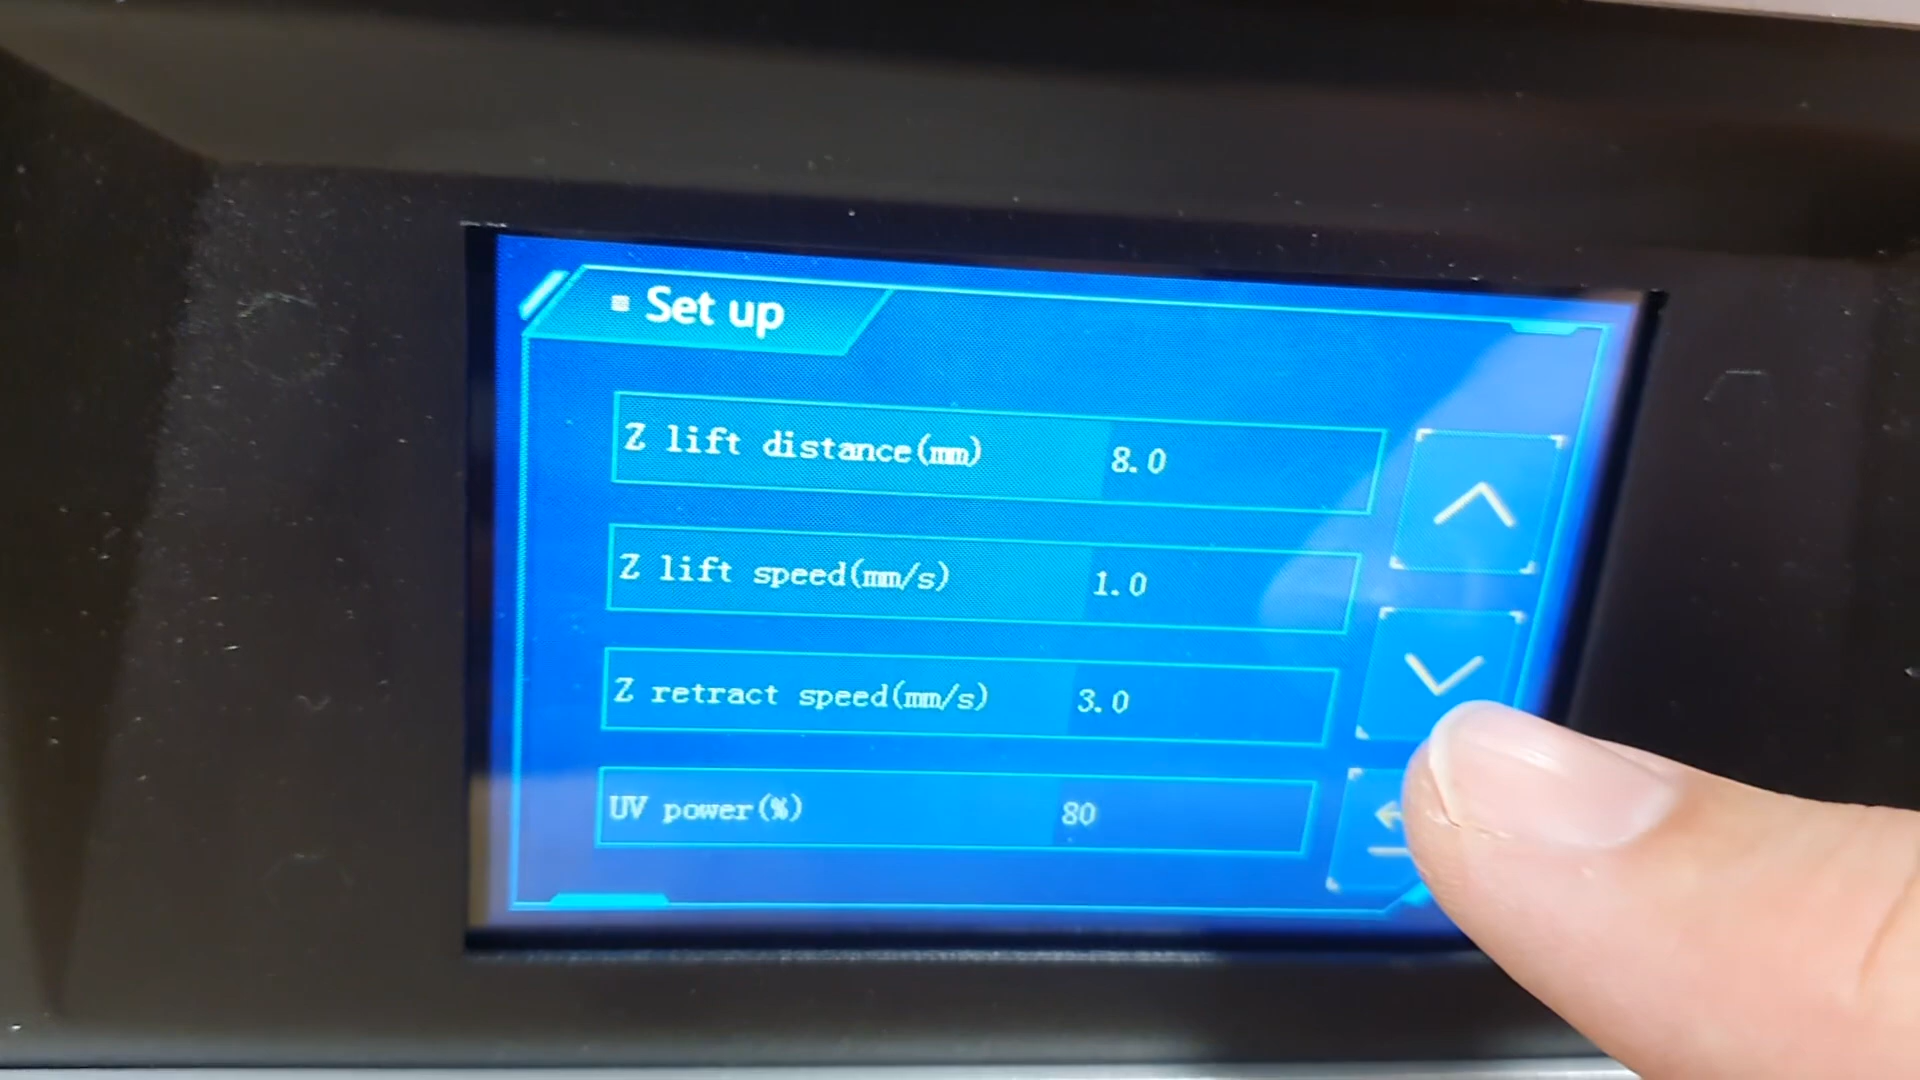 Set up
Z lift distance(mm) 8.0
Z lift speed(mm/s) 1.0
Z retract speed(mm/s) 3.0
UV power(%) 80